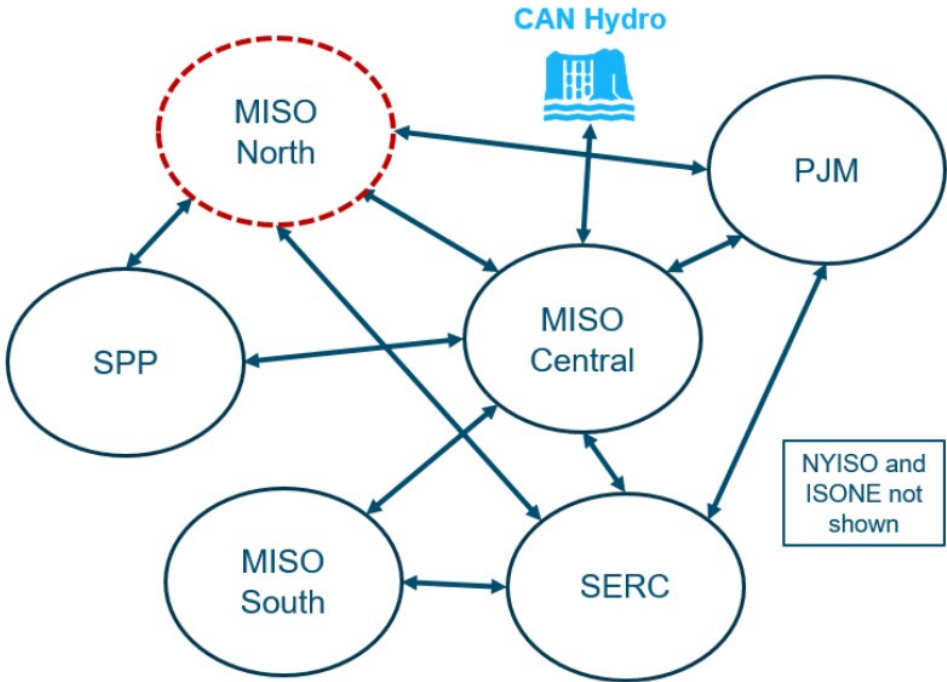 CAN Hydro
MISO
North
PJM
MISO
Central
SPP
NYISO and
ISONE not
shown
MISO
South
SERC